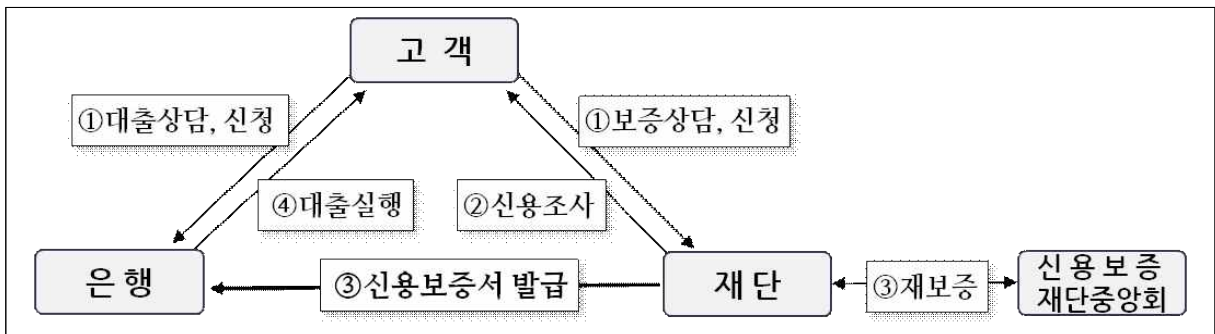 고 객
①대출상담, 신청
①보증상담, 신청
④대출실행
②신용조사
은 행
③신용보증서 발급
재 단
③재보증
신 용 보 증
재단중앙회